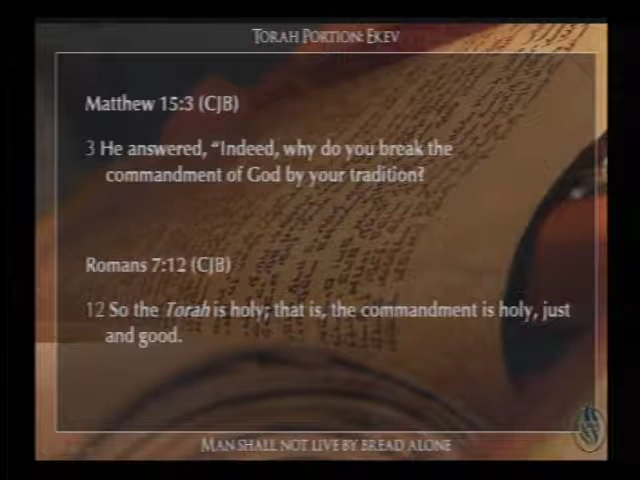 TORAH PORTION: EKEV
Matthew 15:3 (CJB)
3 He answered, “Indeed, why do you break the
commandment of God by your tradition?
Romans 7:12 (CJB)
12 So the Torah is holy; that is, the commandment is holy, just
and good.
MAN SHALL NOT LIVE BY BREAD ALONE